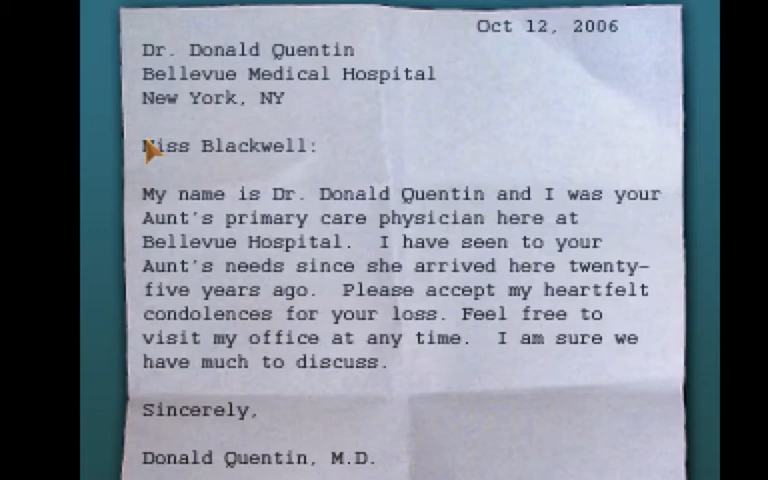 Oct 12, 2006
Dr. Donald Quentin
Bellevue Medical Hospital
New York, NY
Miss Blackwell:
My name is Dr. Donald Quentin and I was your
Aunt's primary care physician here at
Bellevue Hospital.  I have seen to your
Aunt's needs since she arrived here twenty-
five years ago.  Please accept my heartfelt
condolences for your loss. Feel free to
visit my office at any time.  I am sure we
have much to discuss.
Sincerely,
Donald Quentin, M.D.